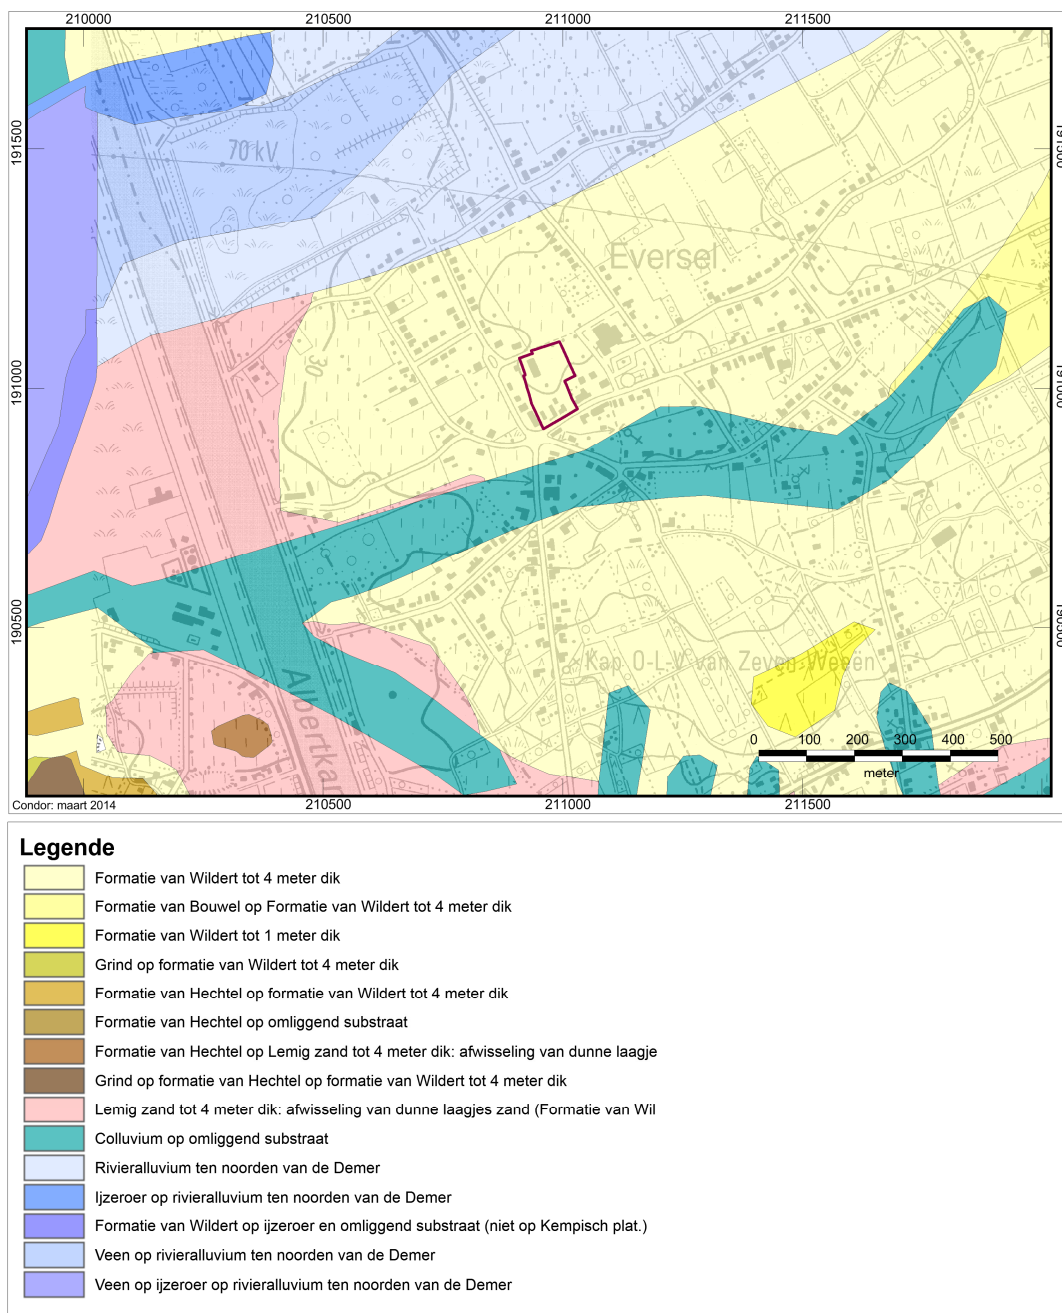 210000 210500 211000 211500
191500
191000
190500
70 kV
Eversel
30
Kap O-L-V van Zeven Weeën
Albertkan
0 100 200 300 400 500
meter
Condor: maart 2014
210500 211000 211500
Legende
Formatie van Wildert tot 4 meter dik
Formatie van Bouwel op Formatie van Wildert tot 4 meter dik
Formatie van Wildert tot 1 meter dik
Grind op formatie van Wildert tot 4 meter dik
Formatie van Hechtel op formatie van Wildert tot 4 meter dik
Formatie van Hechtel op omliggend substraat
Formatie van Hechtel op Lemig zand tot 4 meter dik: afwisseling van dunne laagje
Grind op formatie van Hechtel op formatie van Wildert tot 4 meter dik
Lemig zand tot 4 meter dik: afwisseling van dunne laagjes zand (Formatie van Wil
Colluvium op omliggend substraat
Rivieralluvium ten noorden van de Demer
Ijzeroer op rivieralluvium ten noorden van de Demer
Formatie van Wildert op ijzeroer en omliggend substraat (niet op Kempisch plat.)
Veen op rivieralluvium ten noorden van de Demer
Veen op ijzeroer op rivieralluvium ten noorden van de Demer